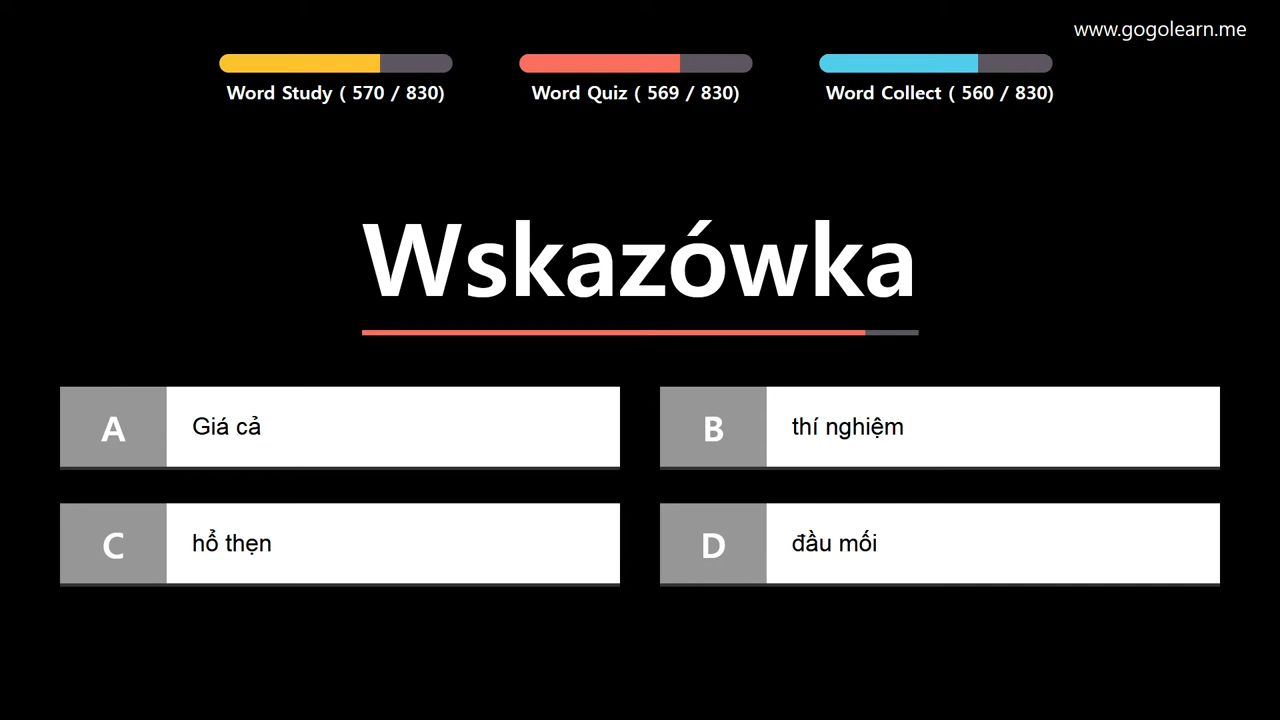 www.gogolearn.me
Word Study ( 570 / 830)
Word Quiz ( 569 / 830)
Word Collect ( 560 / 830)
Wskazówka
A Giá cả
B thí nghiệm
C hổ thẹn
D đầu mối